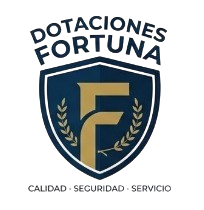 DOTACIONES
FORTUNA
F
CALIDAD · SEGURIDAD · SERVICIO